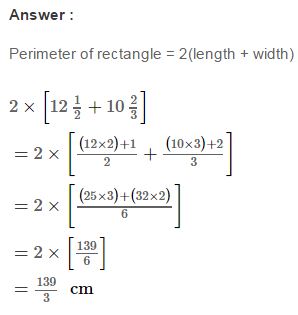 Answer :
Perimeter of rectangle = 2(length + width)
2 × [12 1/2 + 10 2/3]
= 2 × [((12×2)+1)/2 + ((10×3)+2)/3]
= 2 × [((25×3)+(32×2))/6]
= 2 × [139/6]
= 139/3 cm